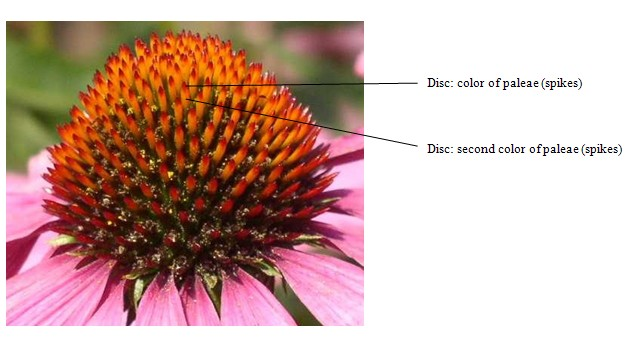 Disc: color of paleae (spikes)
Disc: second color of paleae (spikes)